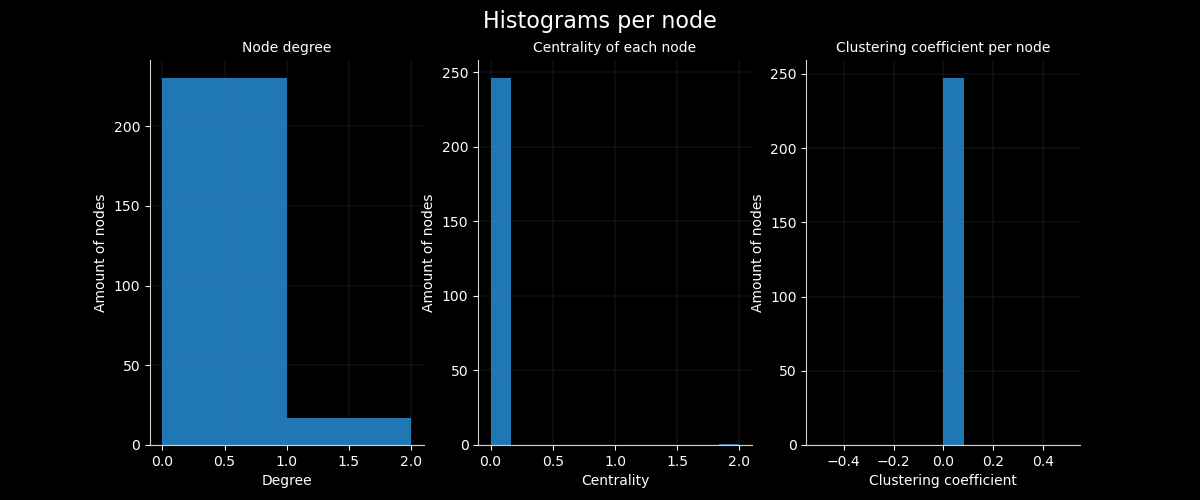 Histograms per node
Node degree
Centrality of each node
Clustering coefficient per node
Amount of nodes
200
150
100
50
0
0.0 0.5 1.0 1.5 2.0
Degree
Amount of nodes
250
200
150
100
50
0
0.0 0.5 1.0 1.5 2.0
Centrality
Amount of nodes
250
200
150
100
50
0
−0.4 −0.2 0.0 0.2 0.4
Clustering coefficient